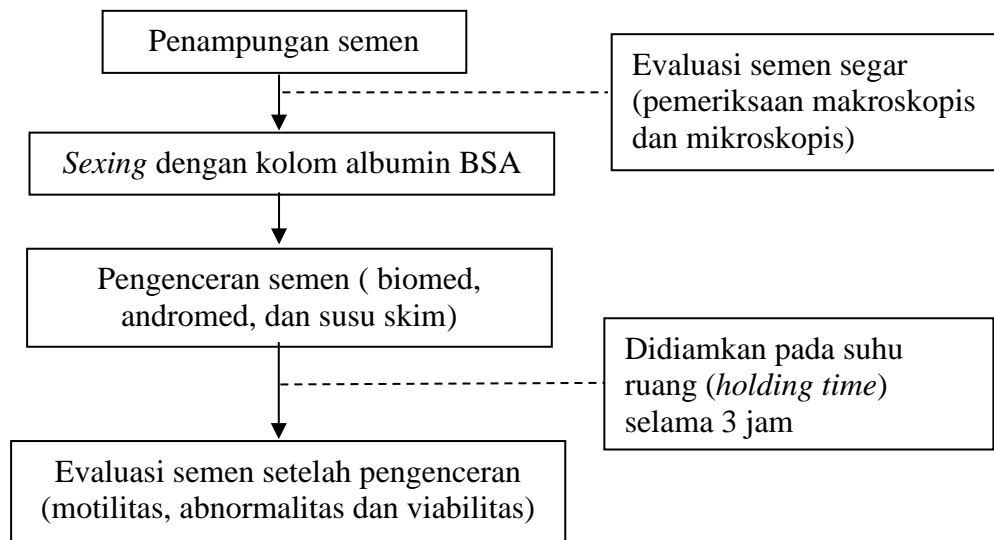 Penampungan semen
Evaluasi semen segar
(pemeriksaan makroskopis
dan mikroskopis)
Sexing dengan kolom albumin BSA
Pengenceran semen ( biomed,
andromed, dan susu skim)
Didiamkan pada suhu
ruang (holding time)
selama 3 jam
Evaluasi semen setelah pengenceran
(motilitas, abnormalitas dan viabilitas)